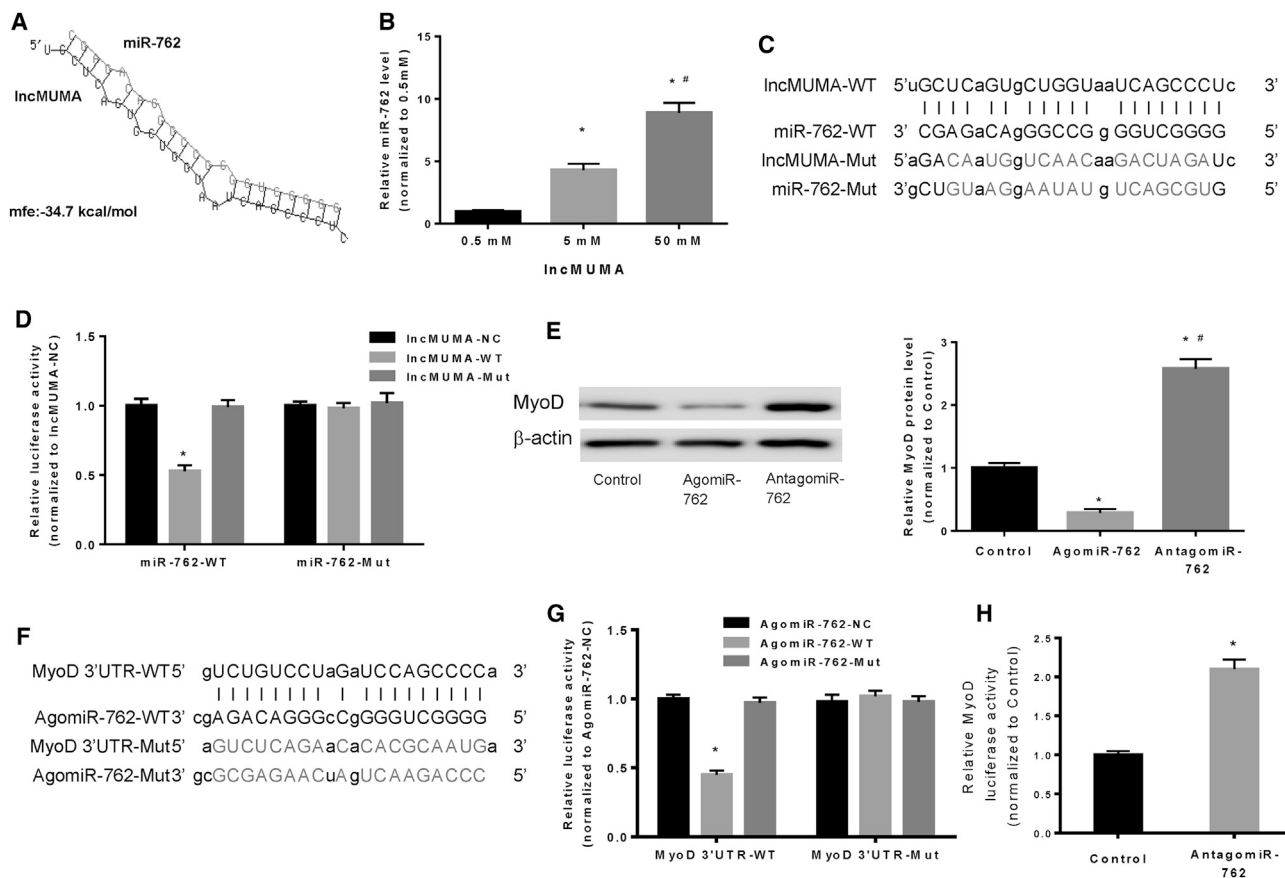 A
5'
miR-762
lncMUMA
mfe:-34.7 kcal/mol
B
Relative miR-762 level
(normalized to 0.5mM)
15
10
5
0
*
* #
0.5 mM 5 mM 50 mM
lncMUMA
C
lncMUMA-WT 5'uGCUCaGUgCUGGUaaUCAGCCCUc 3'
miR-762-WT 3' CGAGaCAgGGCCG g GGUCGGGG 5'
lncMUMA-Mut 5'aGACAaUGgUCAACaaGACUAGAUc 3'
miR-762-Mut 3'gCUGUaAGgAAUAU gUCAGCGUG 5'
D
Relative luciferase activity
(normalized to lncMUMA-NC)
1.5
1.0
0.5
0.0
lncMUMA-NC
lncMUMA-WT
lncMUMA-Mut
*
miR-762-WT miR-762-Mut
E
MyoD
β-actin
Control AgomiR-762 AntagomiR-762
Relative MyoD protein level
(normalized to Control)
3
2
1
0
*
* #
Control AgomiR-762 AntagomiR-
762
F
MyoD 3'UTR-WT5' gUCUGUCCUaGaUCCAGCCCCa 3'
AgomiR-762-WT3' cgAGACAGGGcCgGGGUCGGGG 5'
MyoD 3'UTR-Mut5' aGUCUCAGAaCaCACGCAAUGa 3'
AgomiR-762-Mut3' gcGCGAGAACuAgUCAAGACCC 5'
G
Relative luciferase activity
(normalized to AgomiR-762-NC)
1.5
1.0
0.5
0.0
AgomiR-762-NC
AgomiR-762-WT
AgomiR-762-Mut
*
MyoD 3'UTR-WT MyoD 3'UTR-Mut
H
Relative MyoD
luciferase activity
(normalized to Control)
2.5
2.0
1.5
1.0
0.5
0.0
*
Control AntagomiR-
762